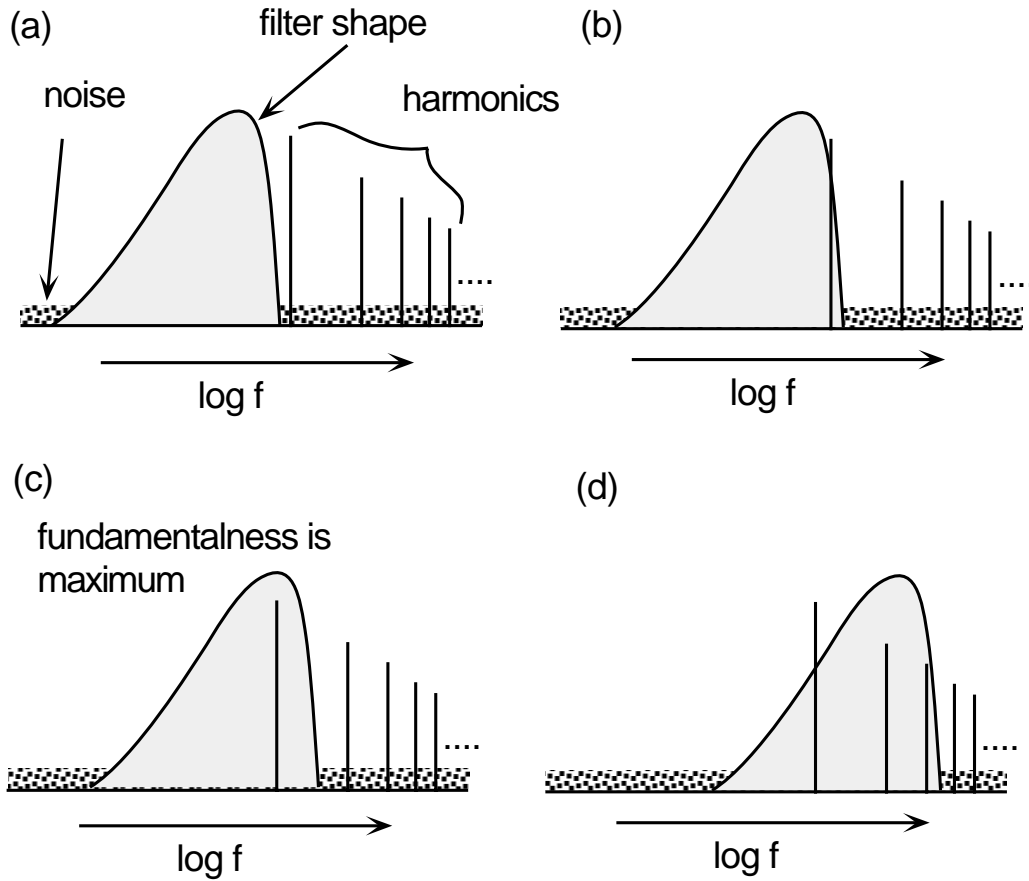 (a)
filter shape
noise
harmonics
....
log f
(b)
....
log f
(c)
fundamentalness is
maximum
....
log f
(d)
....
log f